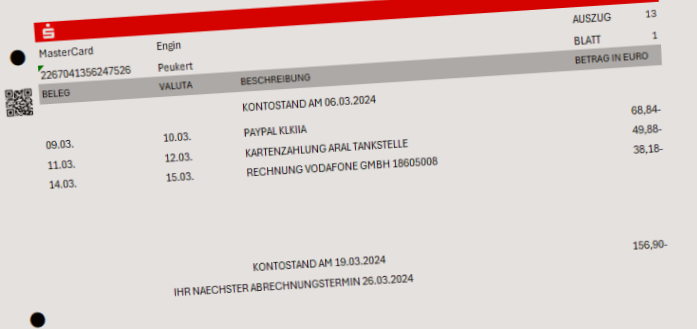 MasterCard Engin AUSZUG 13
2267041356247526 Peukert BLATT 1
BELEG VALUTA BESCHREIBUNG BETRAG IN EURO
KONTOSTAND AM 06.03.2024
09.03. 10.03. PAYPAL KLKIIA 68,84-
11.03. 12.03. KARTENZAHLUNG ARAL TANKSTELLE 49,88-
14.03. 15.03. RECHNUNG VODAFONE GMBH 18605008 38,18-
KONTOSTAND AM 19.03.2024 156,90-
IHR NAECHSTER ABRECHNUNGSTERMIN 26.03.2024